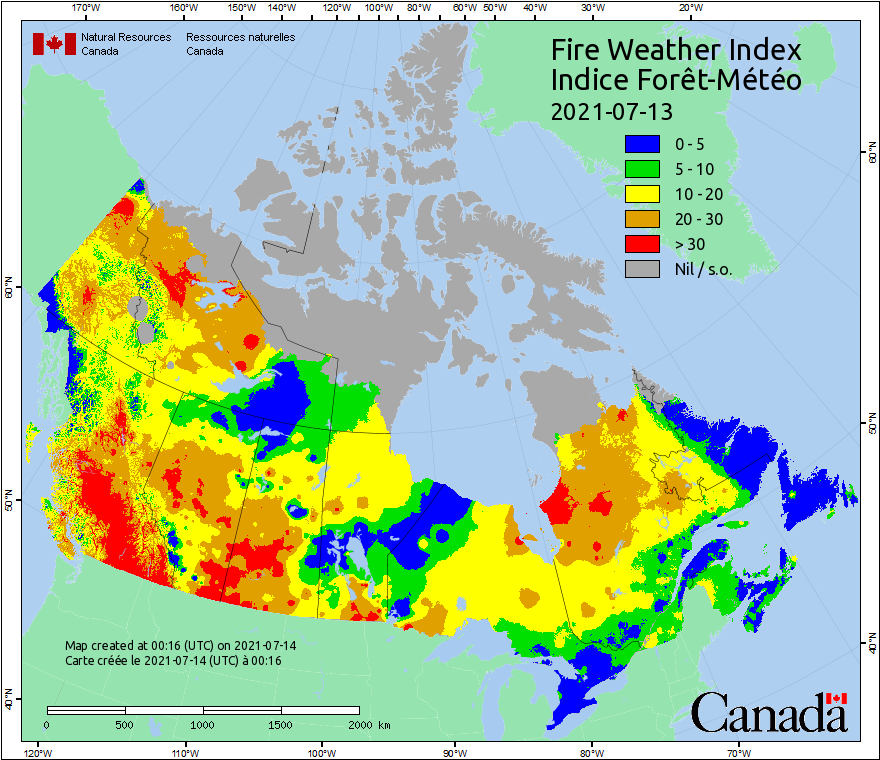 170°W 160°W 150°W 140°W 120°W 100°W 80°W 60°W 50°W 40°W 30°W 20°W
Natural Resources Ressources naturelles
Canada Canada
Fire Weather Index
Indice Forêt-Météo
2021-07-13
0 - 5
5 - 10
10 - 20
20 - 30
> 30
Nil / s.o.
60°N
60°N
50°N
50°N
40°N
40°N
Map created at 00:16 (UTC) on 2021-07-14
Carte créée le 2021-07-14 (UTC) à 00:16
0 500 1000 1500 2000 km
Canada
120°W 110°W 100°W 90°W 80°W 70°W